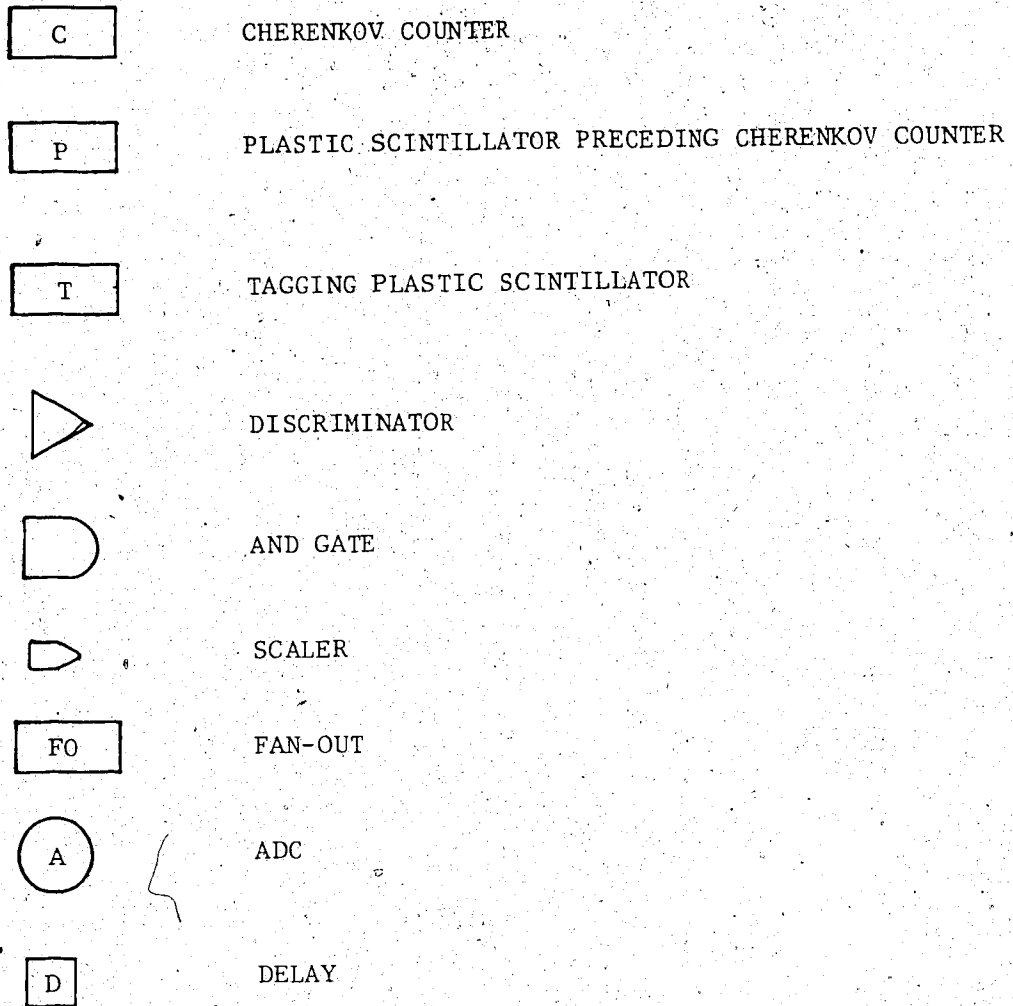 C CHERENKOV COUNTER
P PLASTIC SCINTILLATOR PRECEDING CHERENKOV COUNTER
T TAGGING PLASTIC SCINTILLATOR
DISCRIMINATOR
AND GATE
SCALER
FO FAN-OUT
A ADC
D DELAY